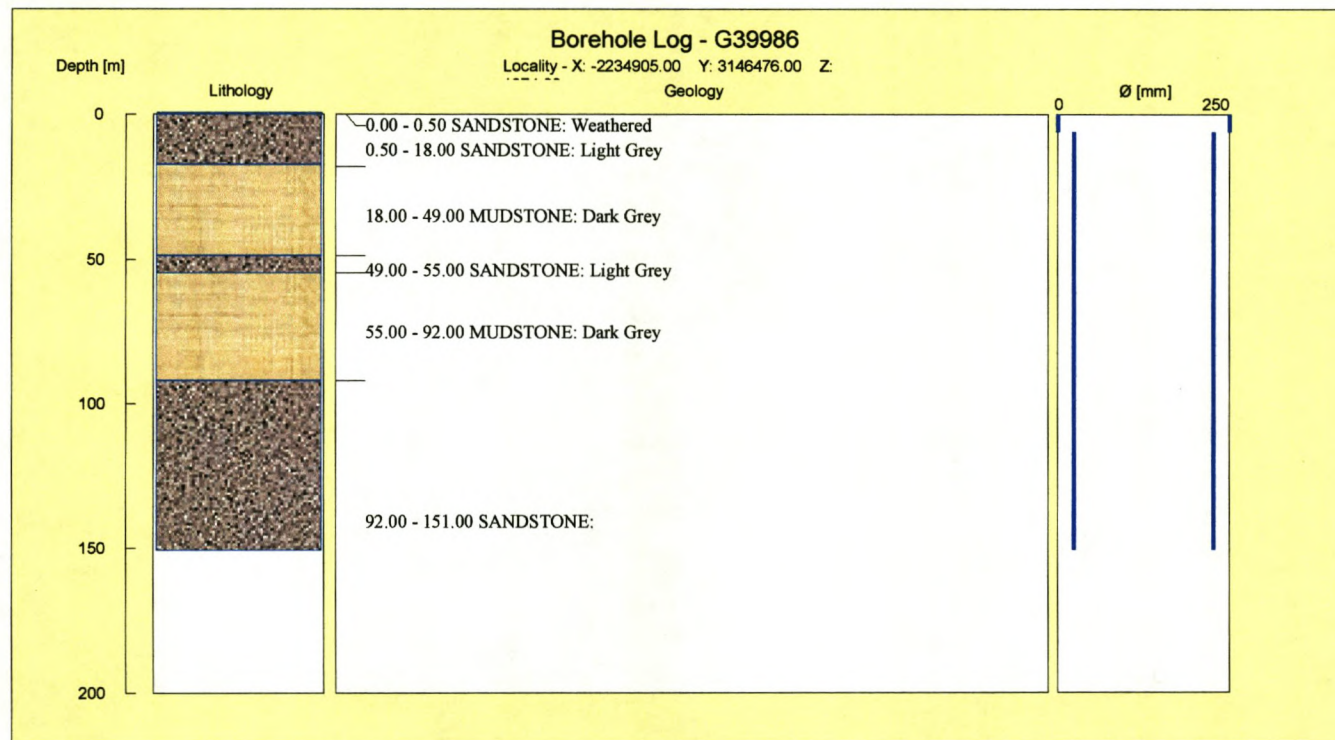 Borehole Log - G39986
Depth [m]
Locality - X: -2234905.00 Y: 3146476.00 Z:
Lithology
Geology
Ø [mm]
0
0
250
0.00 - 0.50 SANDSTONE: Weathered
0.50 - 18.00 SANDSTONE: Light Grey
18.00 - 49.00 MUDSTONE: Dark Grey
50
49.00 - 55.00 SANDSTONE: Light Grey
55.00 - 92.00 MUDSTONE: Dark Grey
100
92.00 - 151.00 SANDSTONE:
150
200